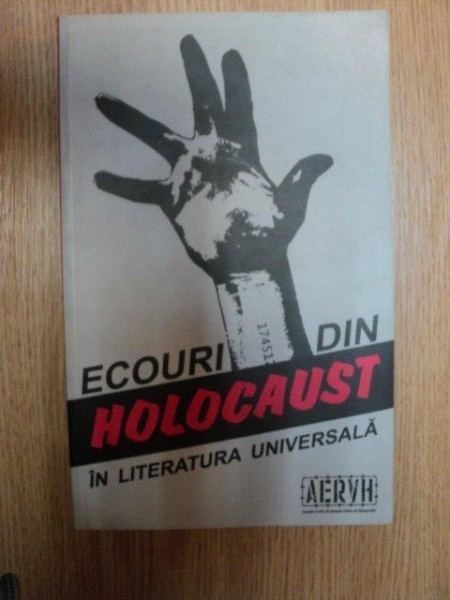 174517
ECOURI DIN
HOLOCAUST
ÎN LITERATURA UNIVERSALĂ
AERVH